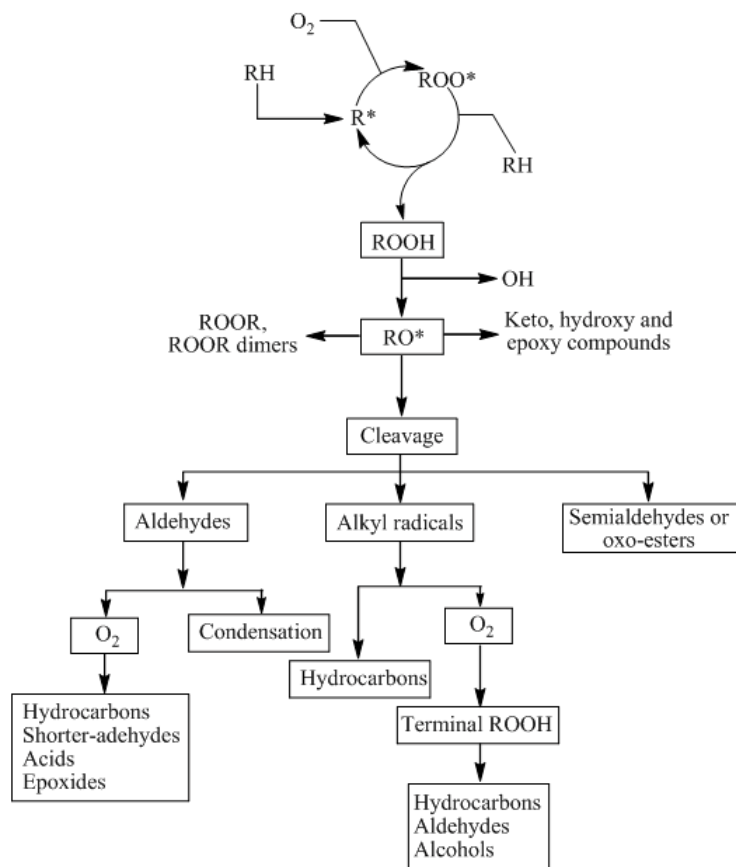 O₂
RH
ROO*
R*
RH
ROOH
OH
ROOR,
ROOR dimers
RO*
Keto, hydroxy and
epoxy compounds
Cleavage
Aldehydes
Alkyl radicals
Semialdehydes or
oxo-esters
O₂
Condensation
Hydrocarbons
O₂
Hydrocarbons
Shorter-adehydes
Acids
Epoxides
Terminal ROOH
Hydrocarbons
Aldehydes
Alcohols